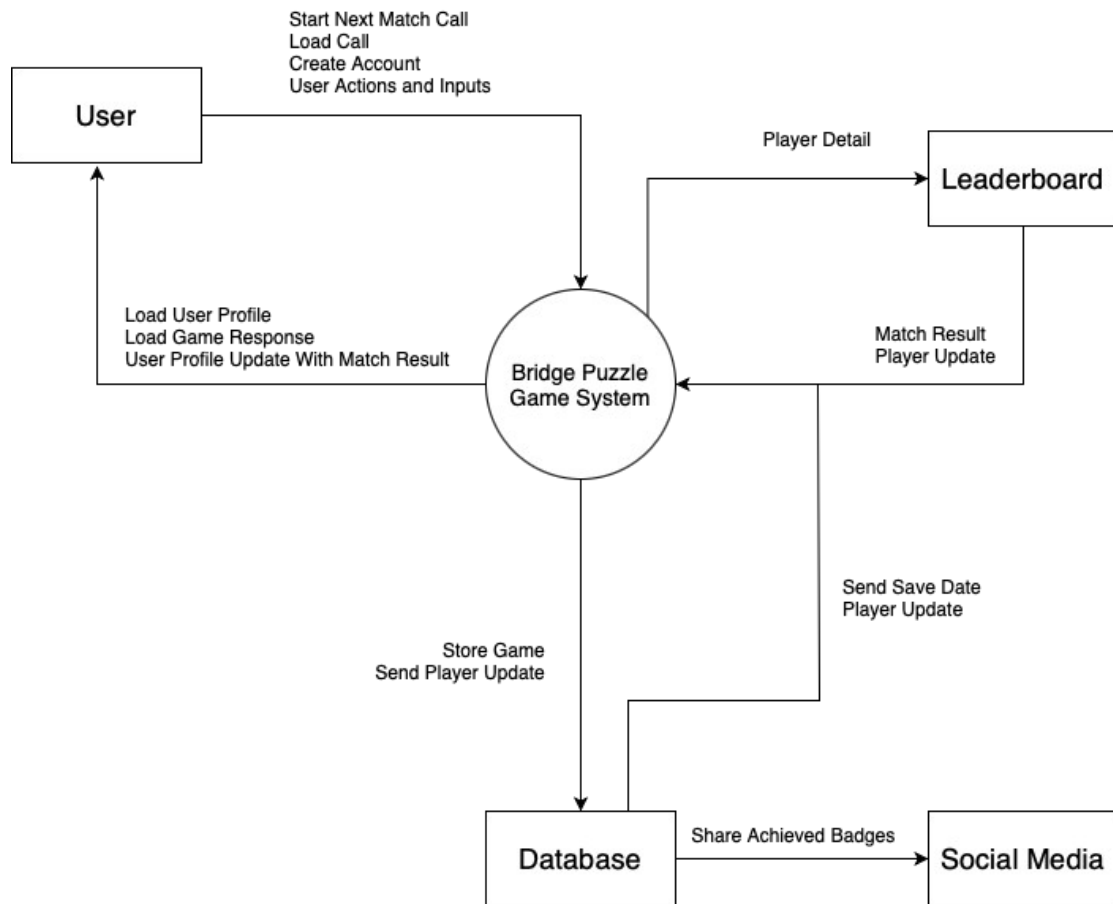 Start Next Match Call
Load Call
Create Account
User Actions and Inputs
User
Player Detail
Leaderboard
Load User Profile
Load Game Response
User Profile Update With Match Result
Bridge Puzzle
Game System
Match Result
Player Update
Send Save Date
Player Update
Store Game
Send Player Update
Database
Share Achieved Badges
Social Media